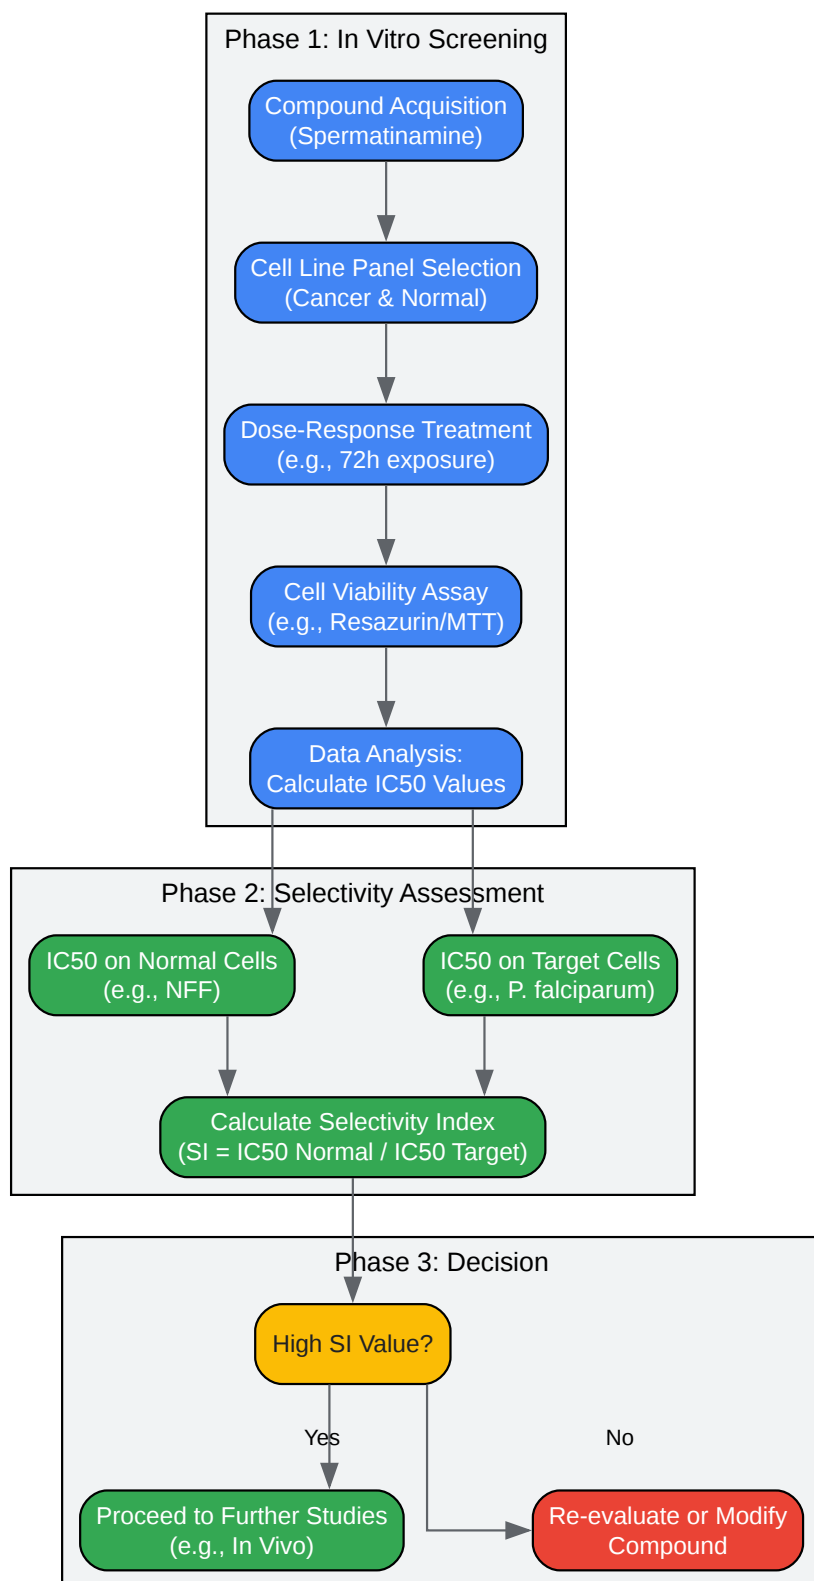 Phase 1: In Vitro Screening
Compound Acquisition
(Spermatinamine)
Cell Line Panel Selection
(Cancer & Normal)
Dose-Response Treatment
(e.g., 72h exposure)
Cell Viability Assay
(e.g., Resazurin/MTT)
Data Analysis:
Calculate IC50 Values
Phase 2: Selectivity Assessment
IC50 on Normal Cells
(e.g., NFF)
IC50 on Target Cells
(e.g., P. falciparum)
Calculate Selectivity Index
(SI = IC50 Normal / IC50 Target)
Phase 3: Decision
High SI Value?
Yes
No
Proceed to Further Studies
(e.g., In Vivo)
Re-evaluate or Modify
Compound